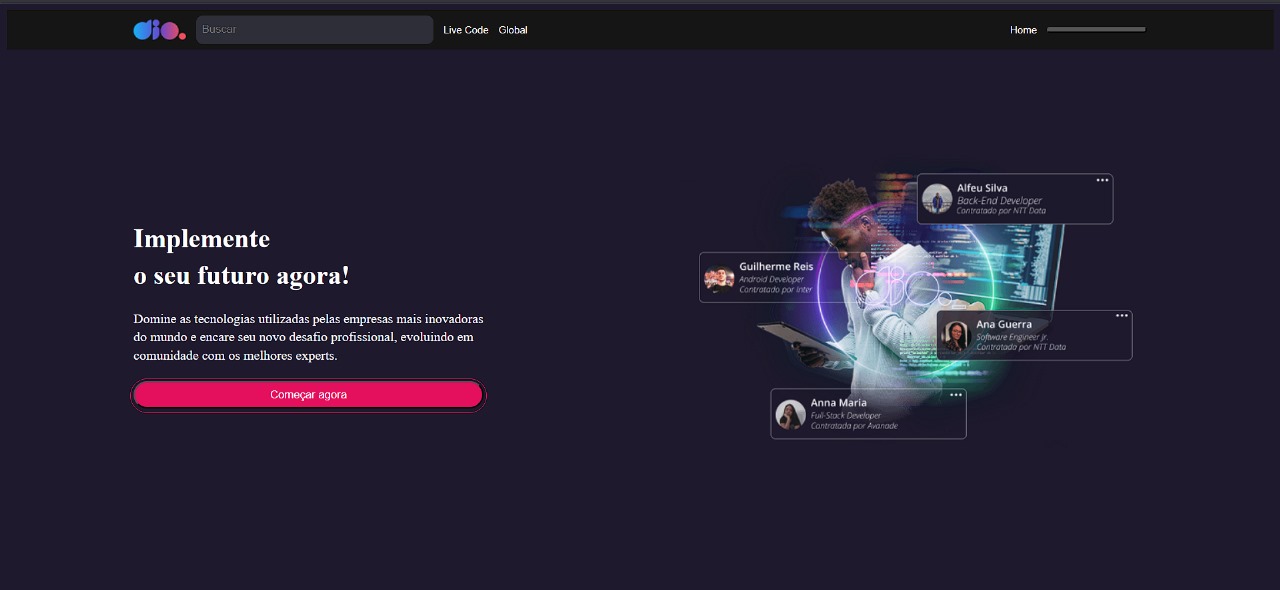 dio.
Buscar
Live Code
Global
Home
Implemente
o seu futuro agora!
Domine as tecnologias utilizadas pelas empresas mais inovadoras
do mundo e encare seu novo desafio profissional, evoluindo em
comunidade com os melhores experts.
Começar agora
Alfeu Silva
Back-End Developer
Contratado por NTT Data
Guilherme Reis
Android Developer
Contratado por Inter
dio.
Ana Guerra
Software Engineer jr.
Contratada por NTT Data
Anna Maria
Full-Stack Developer
Contratada por Avanade